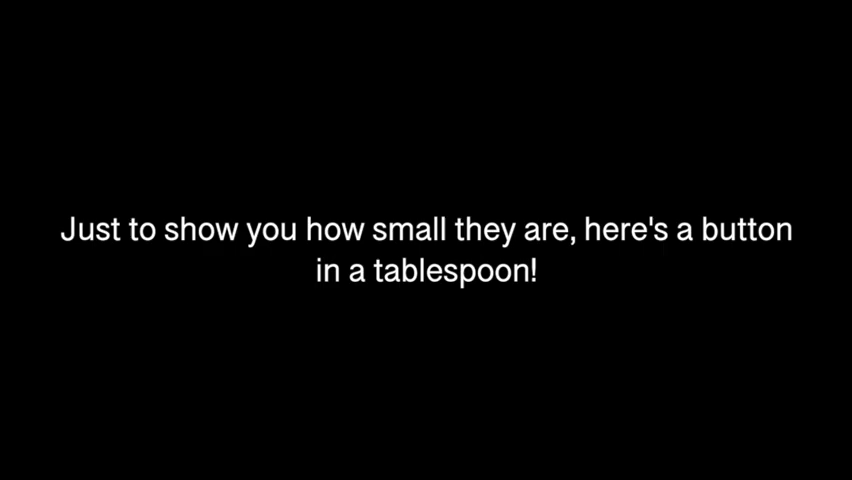 Just to show you how small they are, here's a button
in a tablespoon!